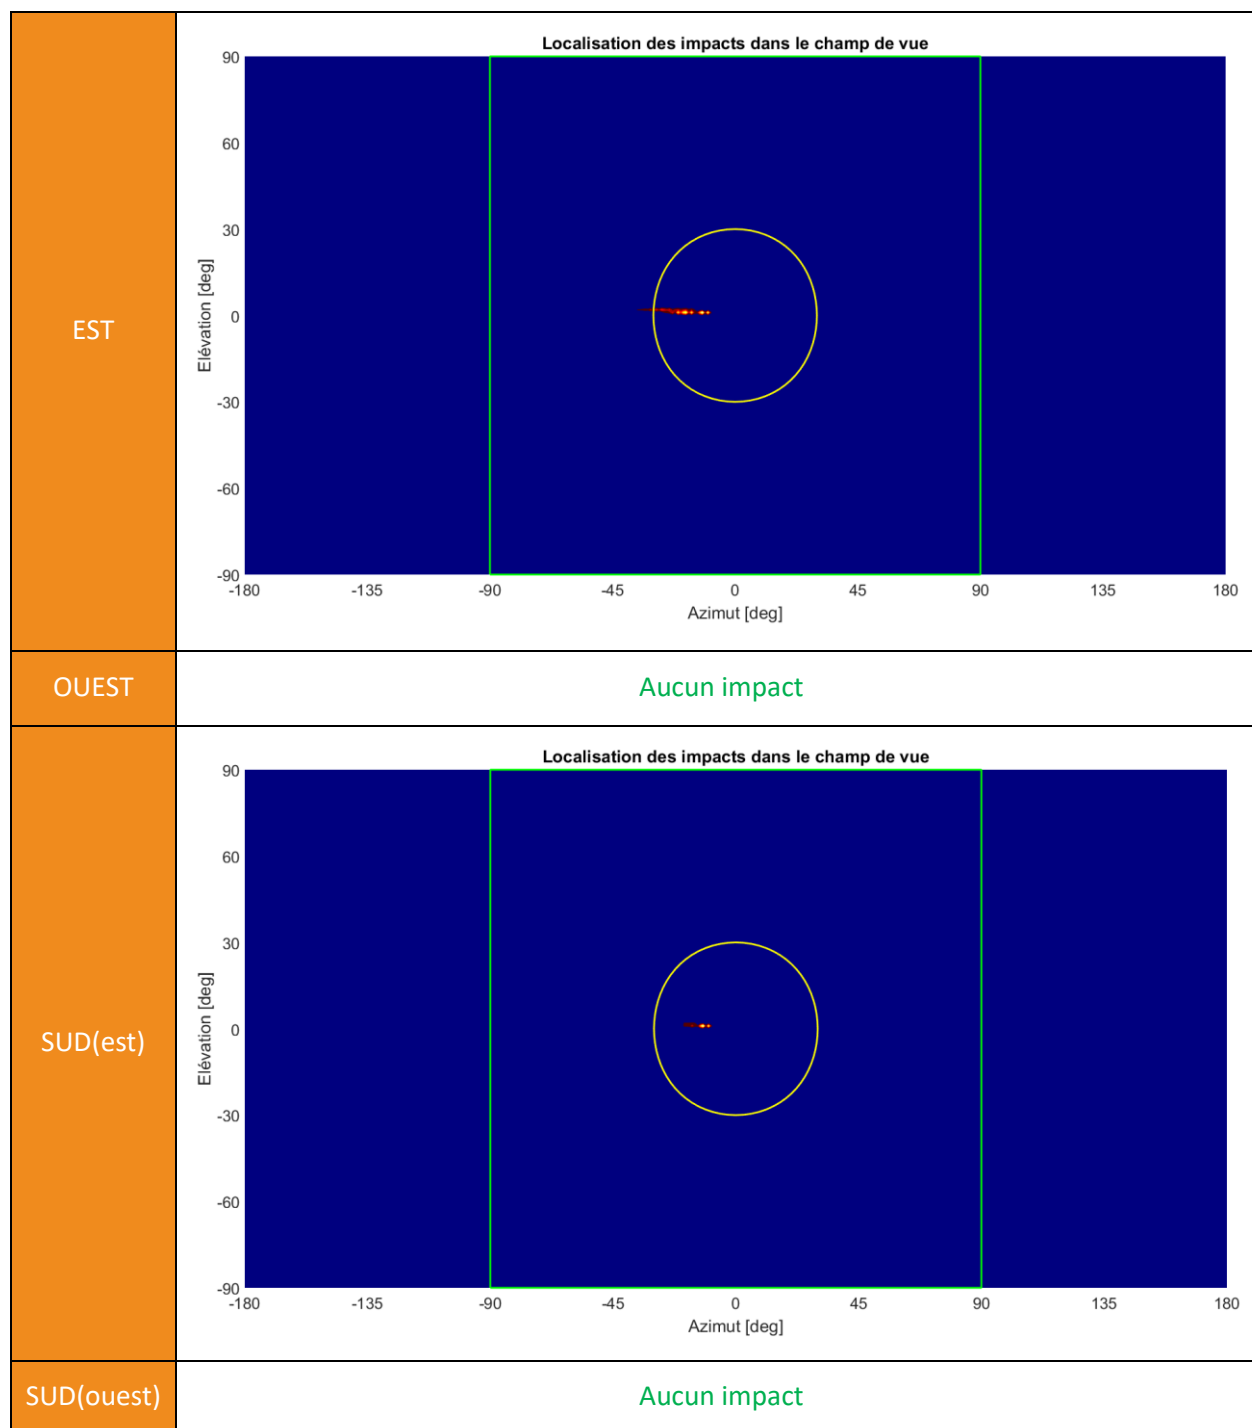 EST
Localisation des impacts dans le champ de vue
90
60
30
0
-30
-60
-90
Elévation [deg]
-180 -135 -90 -45 0 45 90 135 180
Azimut [deg]
OUEST
Aucun impact
SUD(est)
Localisation des impacts dans le champ de vue
90
60
30
0
-30
-60
-90
Elévation [deg]
-180 -135 -90 -45 0 45 90 135 180
Azimut [deg]
SUD(ouest)
Aucun impact